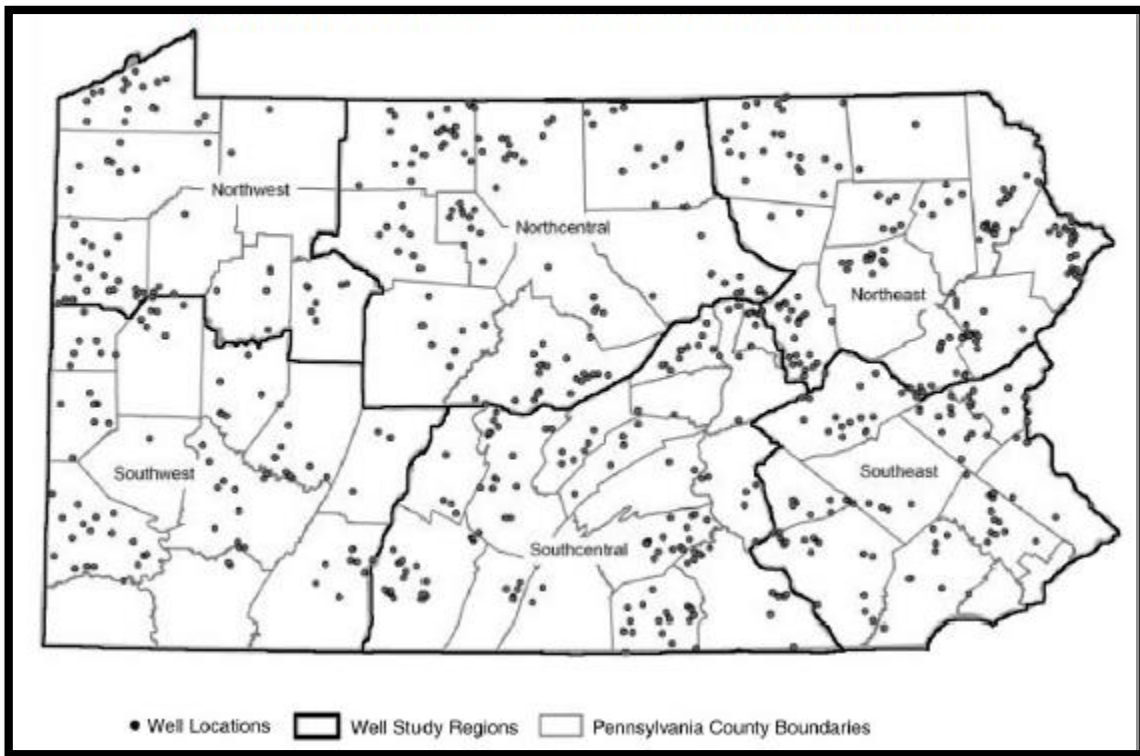 Northwest
Northcentral
Northeast
Southwest
Southeast
Southcentral
Well Locations Well Study Regions Pennsylvania County Boundaries